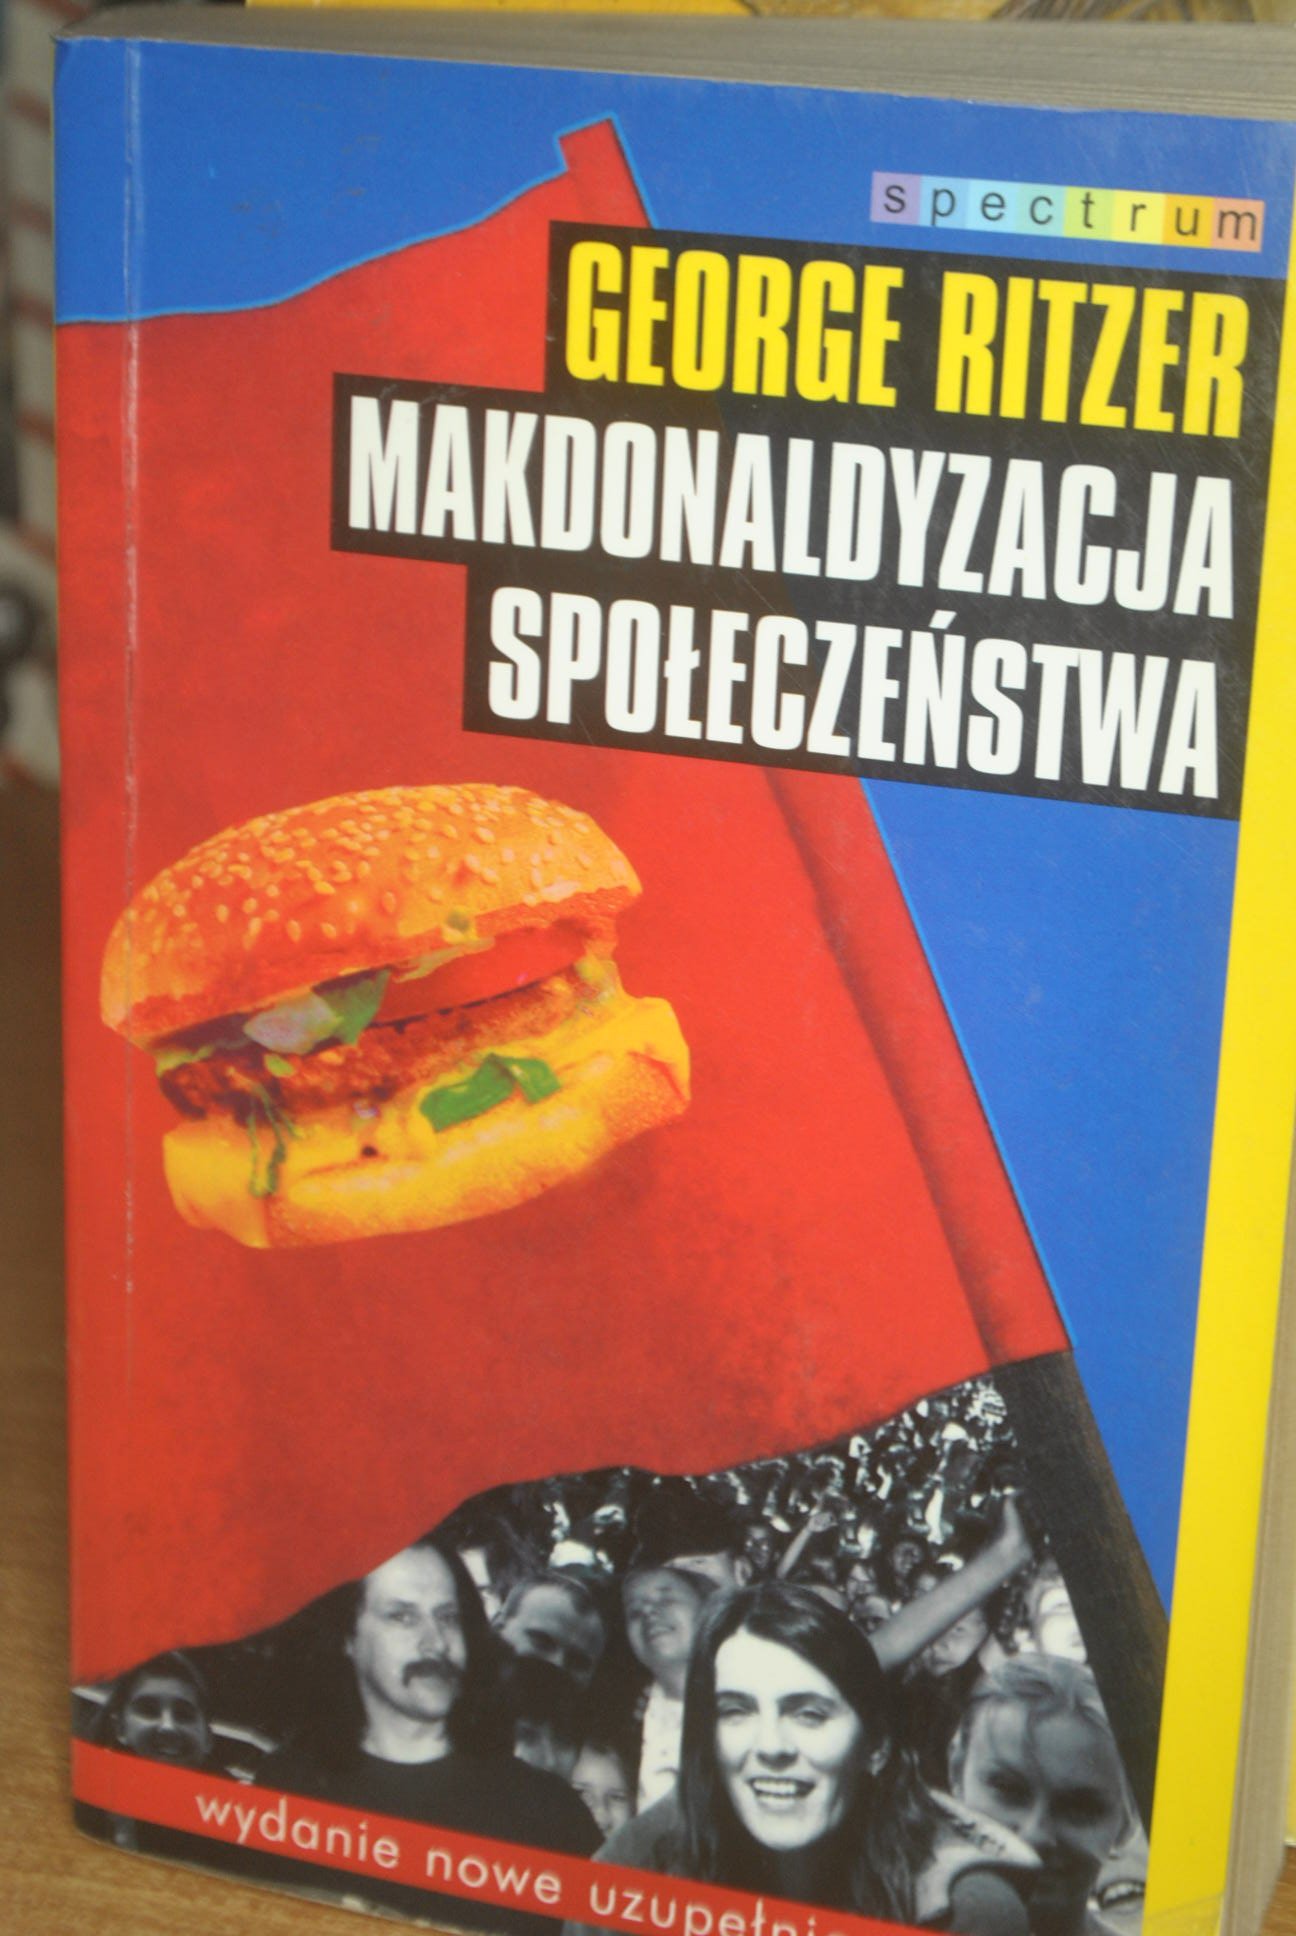 spectrum
GEORGE RITZER
MAKDONALDYZACJA
SPOŁECZEŃSTWA
wydanie nowe